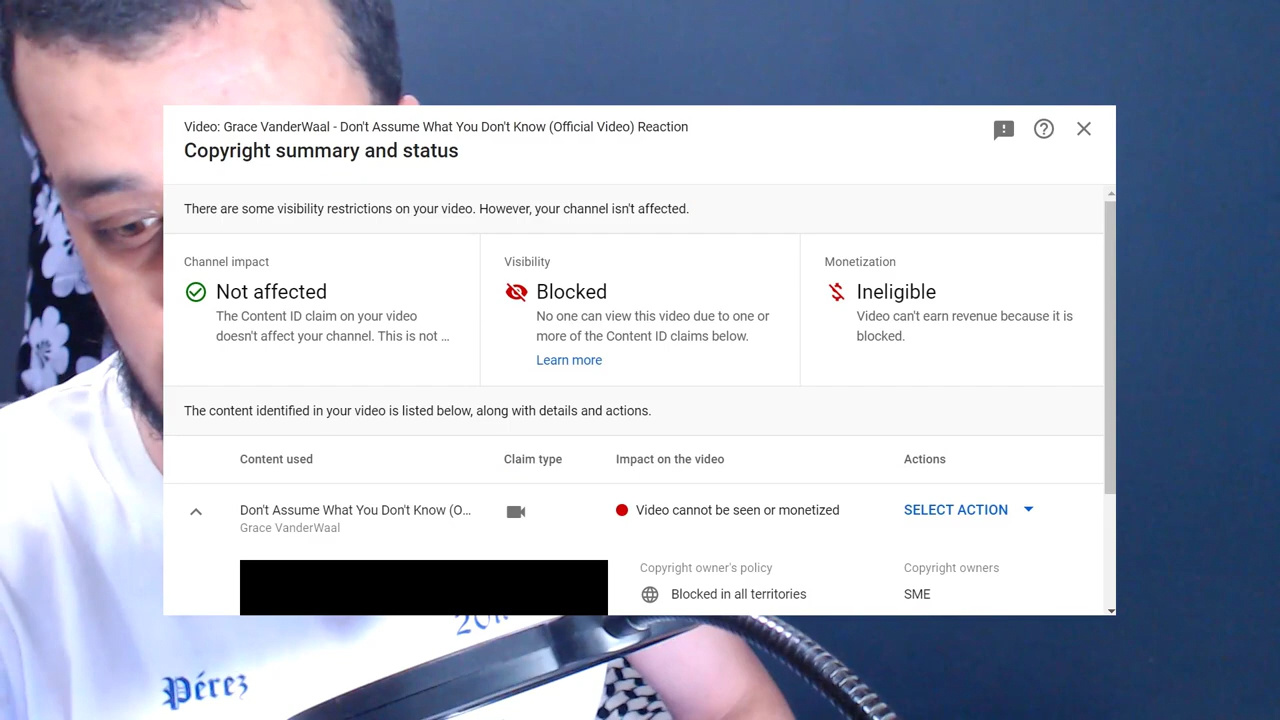 Video: Grace VanderWaal - Don't Assume What You Don't Know (Official Video) Reaction
Copyright summary and status
There are some visibility restrictions on your video. However, your channel isn't affected.
Channel impact
Not affected
The Content ID claim on your video
doesn't affect your channel. This is not ...
Visibility
Blocked
No one can view this video due to one or
more of the Content ID claims below.
Learn more
Monetization
Ineligible
Video can't earn revenue because it is
blocked.
The content identified in your video is listed below, along with details and actions.
Content used Claim type Impact on the video Actions
Don't Assume What You Don't Know (O... Video cannot be seen or monetized SELECT ACTION
Grace VanderWaal
Copyright owner's policy Copyright owners
Blocked in all territories SME
Pérez